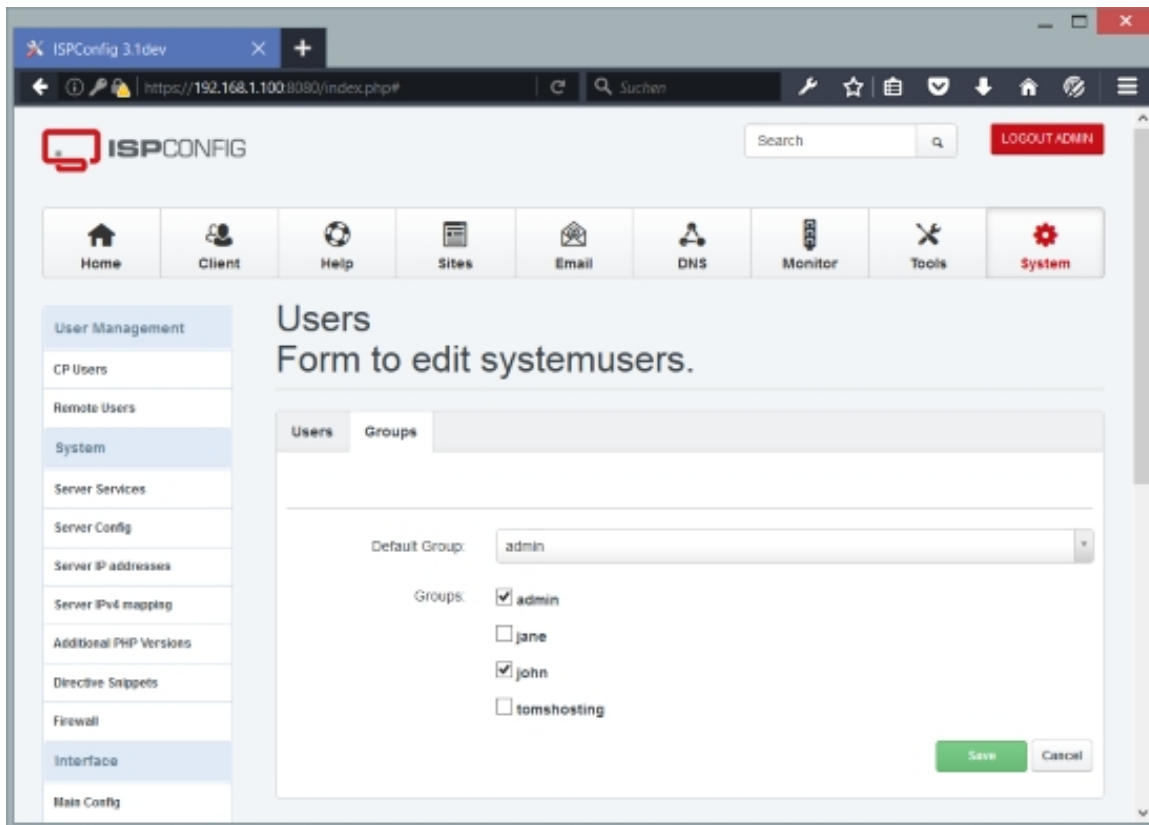 ISPConfig 3.1dev
https://192.168.1.100:8080/index.php#
Suchen
ISPCONFIG
Search
LOGOUT ADMIN
Home
Client
Help
Sites
Email
DNS
Monitor
Tools
System
User Management
CP Users
Remote Users
System
Server Services
Server Config
Server IP addresses
Server IPv4 mapping
Additional PHP Versions
Directive Snippets
Firewall
Interface
Main Config
Users
Form to edit systemusers.
Users
Groups
Default Group:
admin
Groups:
admin
jane
john
tomshosting
Save
Cancel